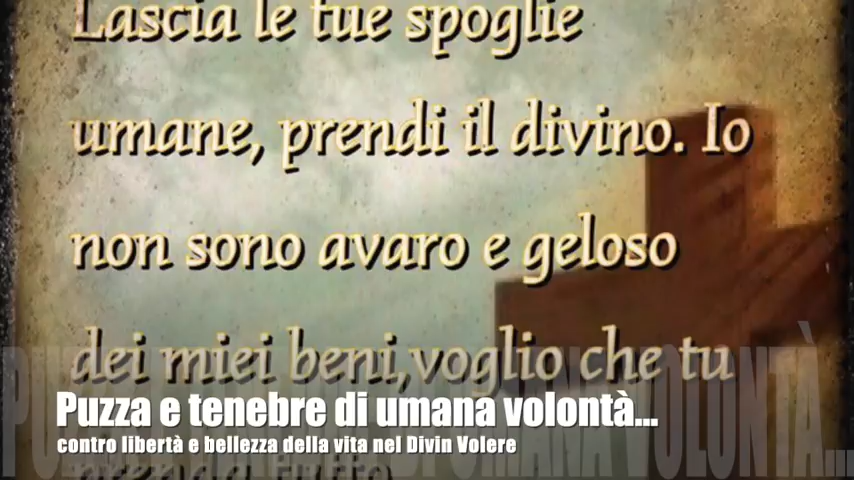 Lascia le tue spoglie
umane, prendi il divino. Io
non sono avaro e geloso
dei miei beni,voglio che tu
Puzza e tenebre di umana volontà...
contro libertà e bellezza della vita nel Divin Volere